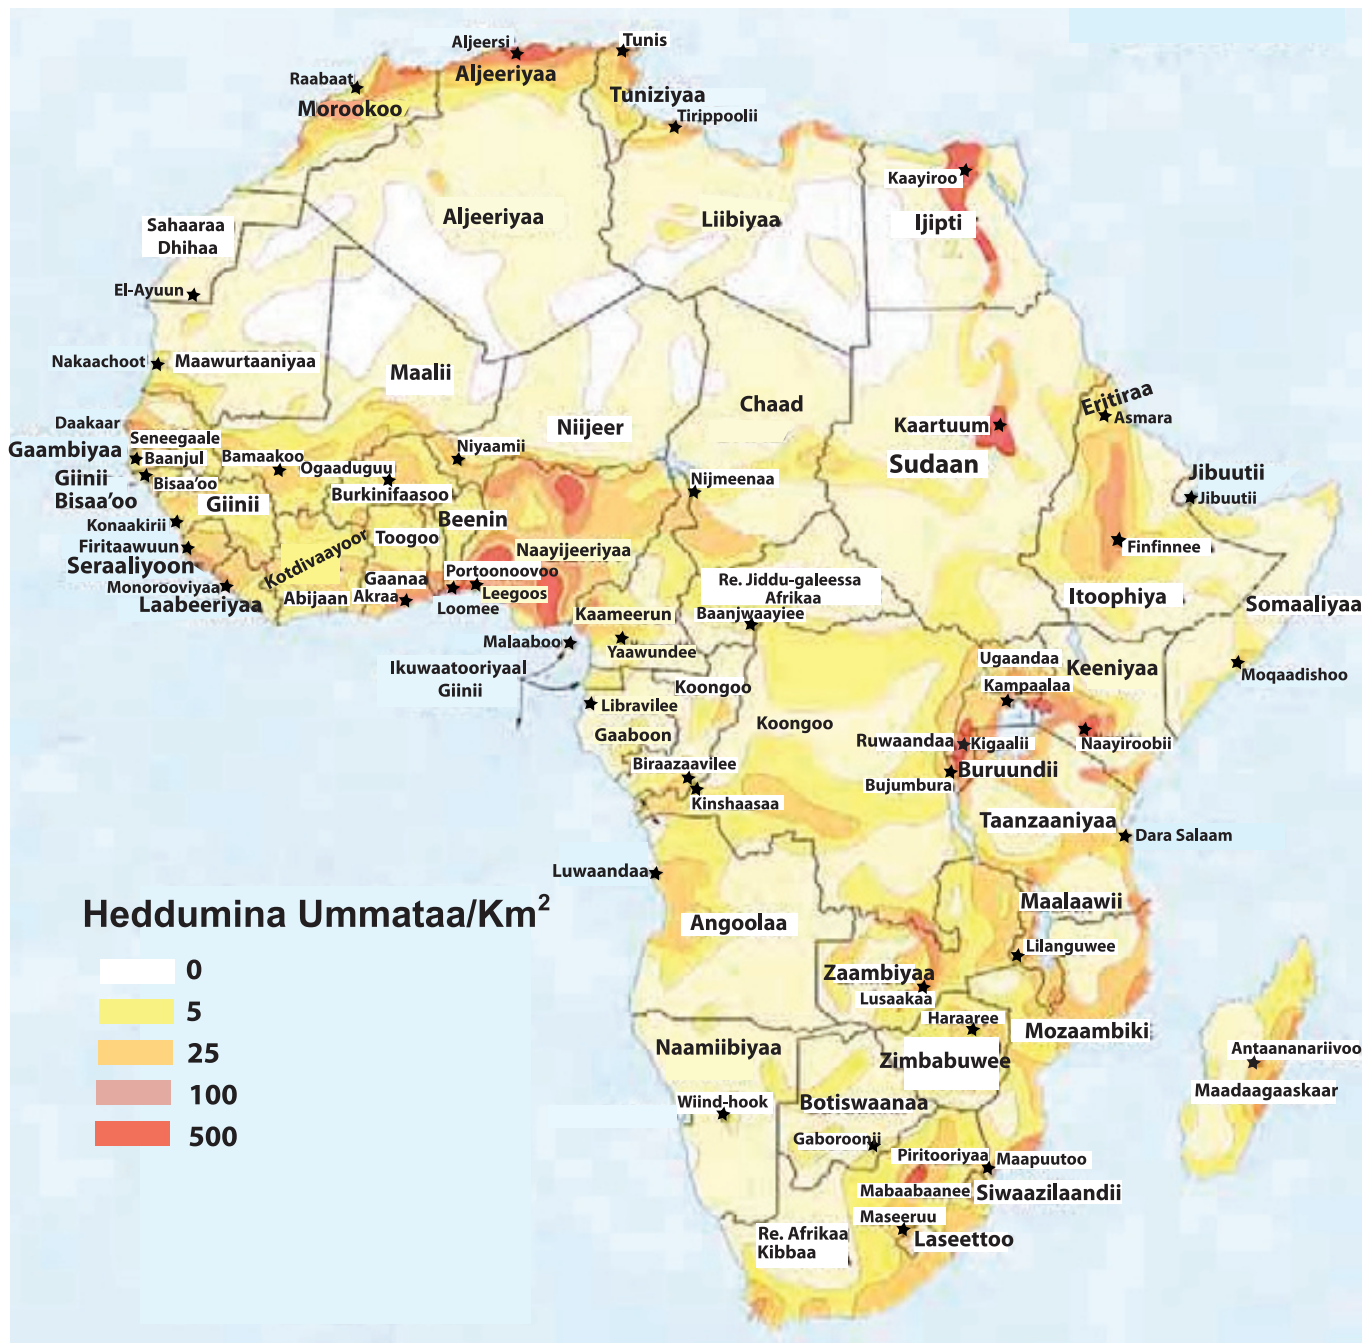 Aljeersi
Tunis
Aljeeriyaa
Raabaat
Morookoo
Tuniziyaa
Tirippoolii
Kaayiroo
Sahaaraa
Dhihaa
Aljeeriyaa
Liibiyaa
Ijipti
El-Ayuun
Nakaachoot
Maawurtaaniyaa
Maalii
Niijeer
Chaad
Kaartuum
Sudaan
Eritiraa
Asmara
Daakaar
Seneegaale
Gaambiyaa
Baanjul
Bamaakoo
Niyaamii
Ogaaduguu
Nijmeenaa
Jibuutii
Jibuutii
Giinii
Bisaa'oo
Bisaa'oo
Giinii
Burkinifaasoo
Beenin
Konaakirii
Toogoo
Kotdivaayoor
Firitaawuun
Seraaliyoon
Naayijeeriyaa
Finfinnee
Monorooviyaa
Laabeeriyaa
Abijaan
Gaanaa
Akraa
Portoonoovoo
Leegoos
Loomee
Re. Jiddu-galeessa
Afrikaa
Baanjwaayiee
Itoophiya
Somaaliyaa
Kaameerun
Malaaboo
Yaawundee
Ikuwaatooriyaal
Giinii
Koongoo
Ugaandaa
Keeniyaa
Kampaalaa
Moqaadishoo
Libravilee
Gaaboon
Koongoo
Ruwaandaa
Kigaalii
Naayiroobii
Biraazaavilee
Kinshaasaa
Buruundii
Bujumbura
Taanzaaniyaa
Dara Salaam
Luwaandaa
Angoolaa
Maalaawii
Lilanguwee
Zaambiyaa
Lusaakaa
Haraaree
Mozaambiki
Naamiibiyaa
Zimbabuwee
Antaananariivoo
Maadaagaaskaar
Wiind-hook
Botiswaanaa
Gaboroonii
Piritooriyaa
Maapuutoo
Mabaabaanee
Siwaazilaandii
Maseeruu
Laseettoo
Re. Afrikaa
Kibbaa
Heddumina Ummataa/Km²
0
5
25
100
500